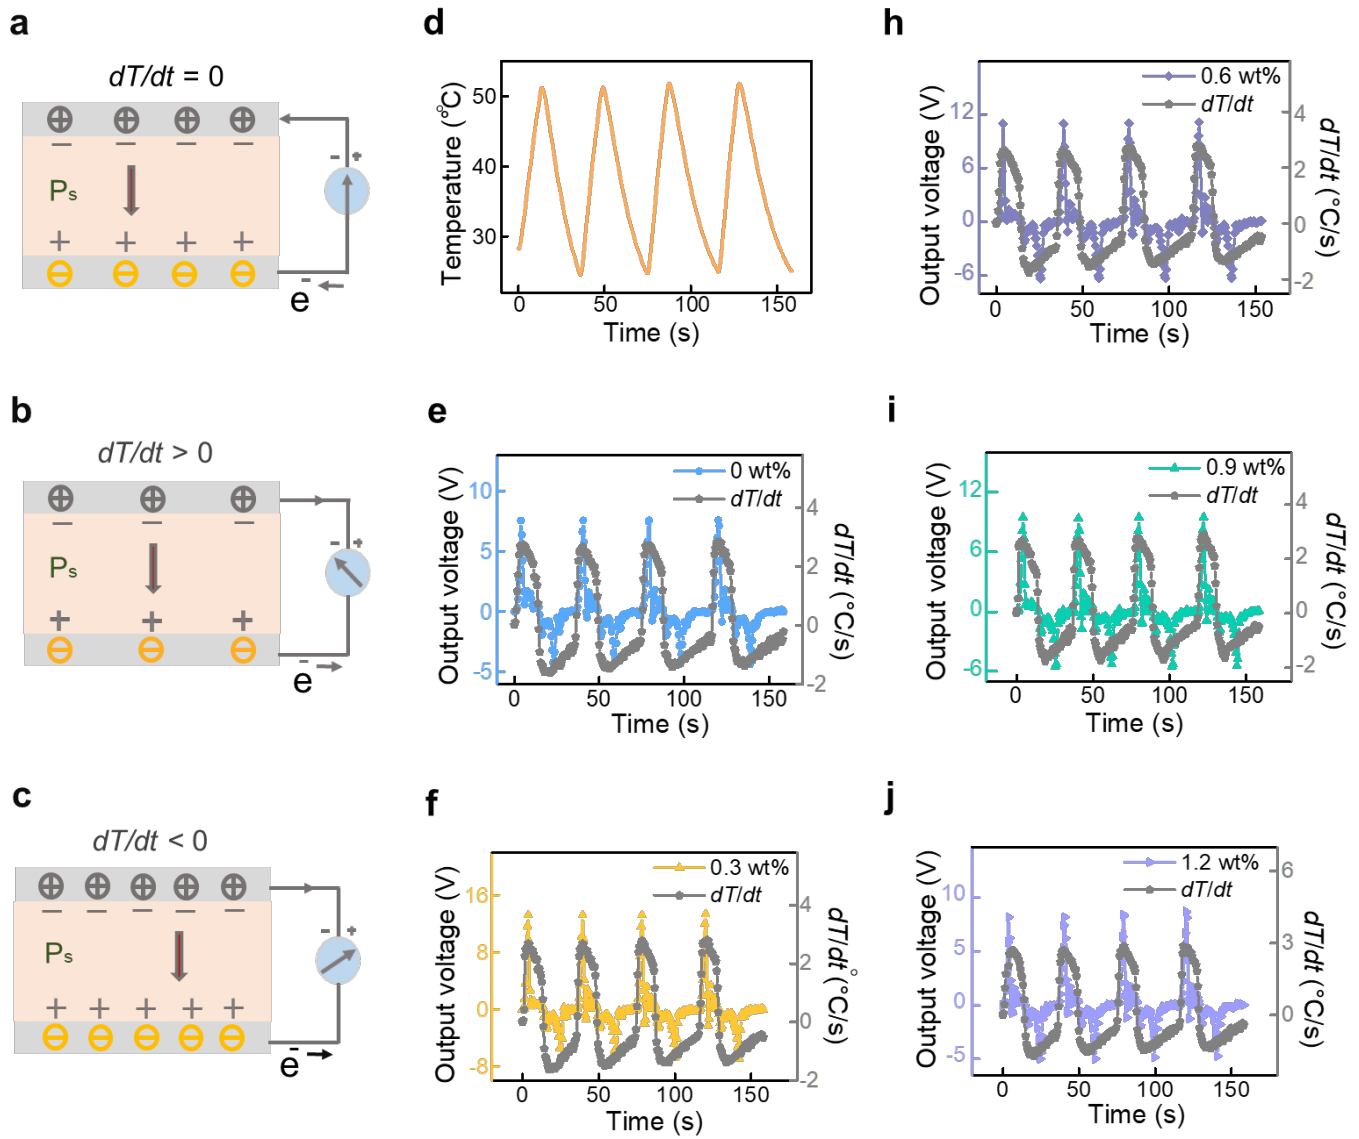 a
dT/dt = 0
Ps
- +
e-
b
dT/dt > 0
Ps
- +
e-
c
dT/dt < 0
Ps
- +
e-
d
Temperature (°C)
50
40
30
0 50 100 150
Time (s)
e
0 wt%
dT/dt
Output voltage (V)
10
5
0
-5
4
2
0
-2
dT/dt (°C/s)
0 50 100 150
Time (s)
f
0.3 wt%
dT/dt
Output voltage (V)
16
8
0
-8
4
2
0
-2
dT/dt° (°C/s)
0 50 100 150
Time (s)
h
0.6 wt%
dT/dt
Output voltage (V)
12
6
0
-6
4
2
0
-2
dT/dt (°C/s)
0 50 100 150
Time (s)
i
0.9 wt%
dT/dt
Output voltage (V)
12
6
0
-6
4
2
0
-2
dT/dt (°C/s)
0 50 100 150
Time (s)
j
1.2 wt%
dT/dt
Output voltage (V)
10
5
0
-5
6
3
0
dT/dt (°C/s)
0 50 100 150
Time (s)